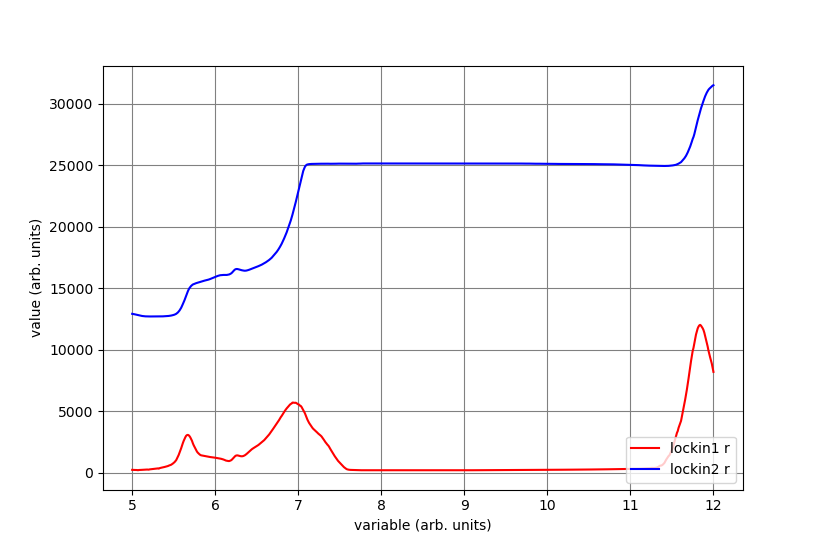 30000
25000
20000
15000
10000
5000
0
value (arb. units)
5 6 7 8 9 10 11 12
variable (arb. units)
lockin1 r
lockin2 r